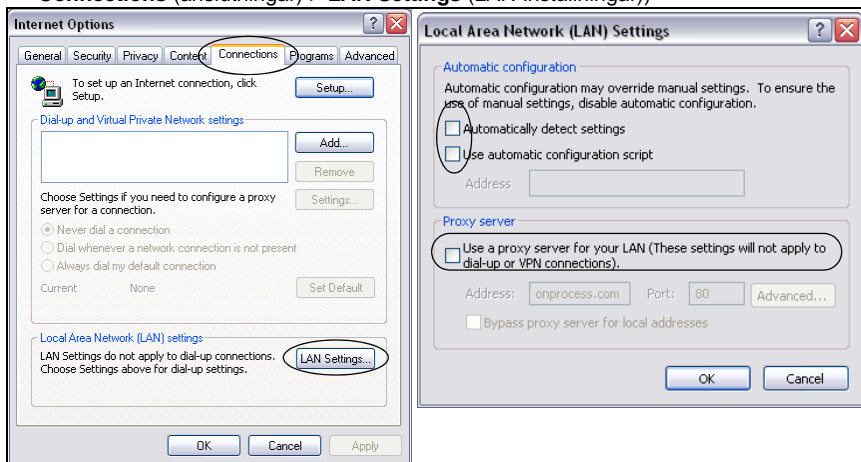 Connections (anslutningar) > LAN Settings (LAN-inställningar))
Internet Options
General Security Privacy Content Connections Programs Advanced
To set up an Internet connection, click
Setup.
Setup...
Dial-up and Virtual Private Network settings
Add...
Remove
Choose Settings if you need to configure a proxy
server for a connection.
Settings...
Never dial a connection
Dial whenever a network connection is not present
Always dial my default connection
Current None
Set Default
Local Area Network (LAN) settings
LAN Settings do not apply to dial-up connections.
Choose Settings above for dial-up settings.
LAN Settings...
OK Cancel Apply
Local Area Network (LAN) Settings
Automatic configuration
Automatic configuration may override manual settings. To ensure the
use of manual settings, disable automatic configuration.
Automatically detect settings
Use automatic configuration script
Address
Proxy server
Use a proxy server for your LAN (These settings will not apply to
dial-up or VPN connections).
Address: onprocess.com Port: 80 Advanced...
Bypass proxy server for local addresses
OK Cancel